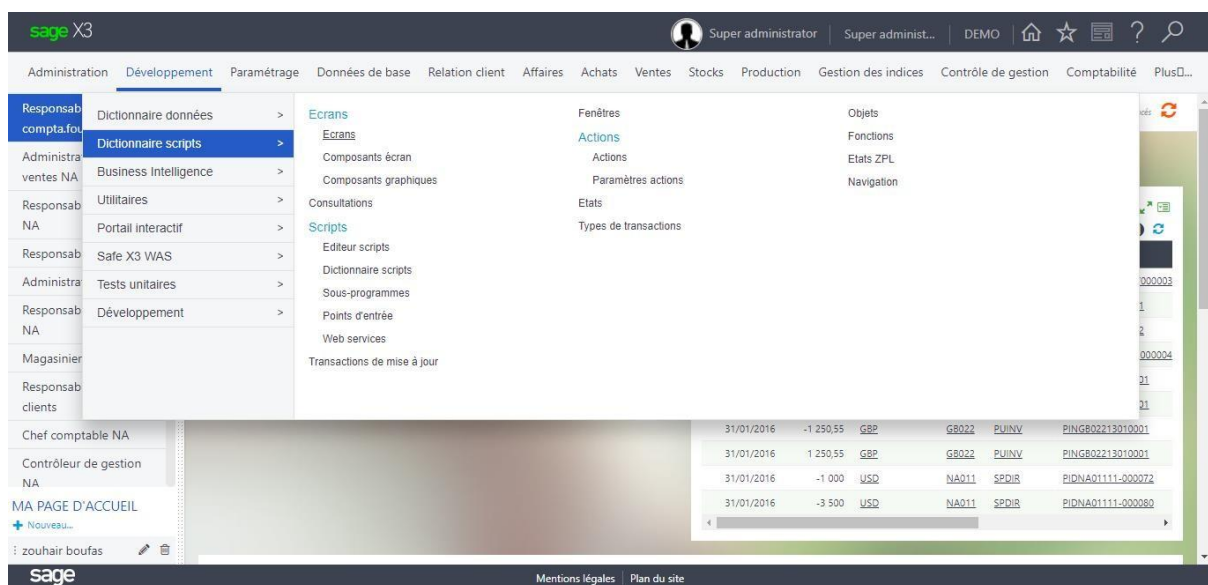 sage X3
Super administrator
Super administ...
DEMO
Administration Développement Paramétrage Données de base Relation client Affaires Achats Ventes Stocks Production Gestion des indices Contrôle de gestion Comptabilité Plus...
Responsab
compta.fou
Administra
ventes NA
Responsab
NA
Responsab
Administra
Responsab
NA
Magasinier
Responsab
clients
Chef comptable NA
Contrôleur de gestion
NA
MA PAGE D'ACCUEIL
Nouveau...
zouhair boufas
Dictionnaire données >
Dictionnaire scripts >
Business Intelligence >
Utilitaires >
Portail interactif >
Safe X3 WAS >
Tests unitaires >
Développement >
Ecrans
Ecrans
Composants écran
Composants graphiques
Consultations
Scripts
Editeur scripts
Dictionnaire scripts
Sous-programmes
Points d'entrée
Web services
Transactions de mise à jour
Fenêtres
Actions
Actions
Paramètres actions
Etats
Types de transactions
Objets
Fonctions
Etats ZPL
Navigation
000003
1
2
000004
01
01
31/01/2016 -1 250,55 GBP GB022 PUINV PINGB02213010001
31/01/2016 1 250,55 GBP GB022 PUINV PINGB02213010001
31/01/2016 -1 000 USD NA011 SPDIR PIDNA01111-000072
31/01/2016 -3 500 USD NA011 SPDIR PIDNA01111-000080
sage
Mentions légales Plan du site